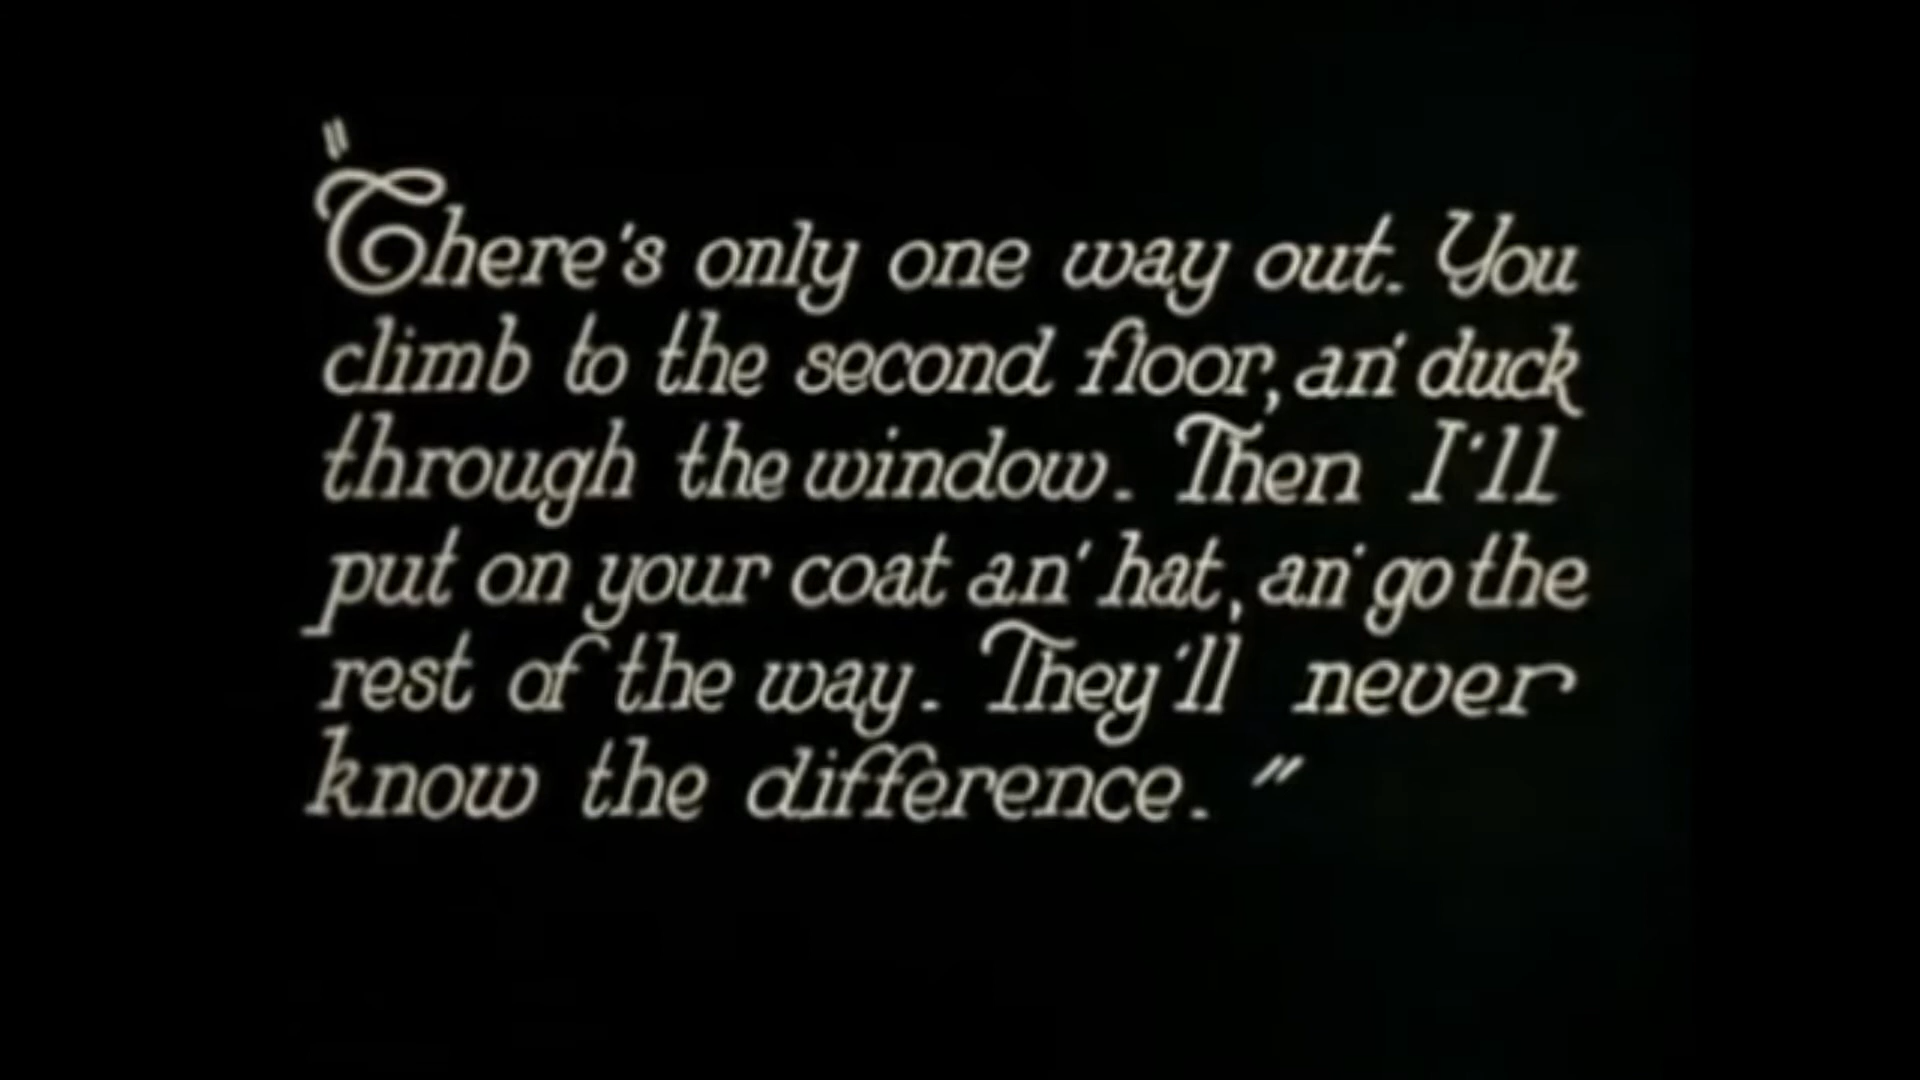 "There's only one way out. You
climb to the second floor, an' duck
through the window. Then I'll
put on your coat an' hat, an' go the
rest of the way. They'll never
know the difference."